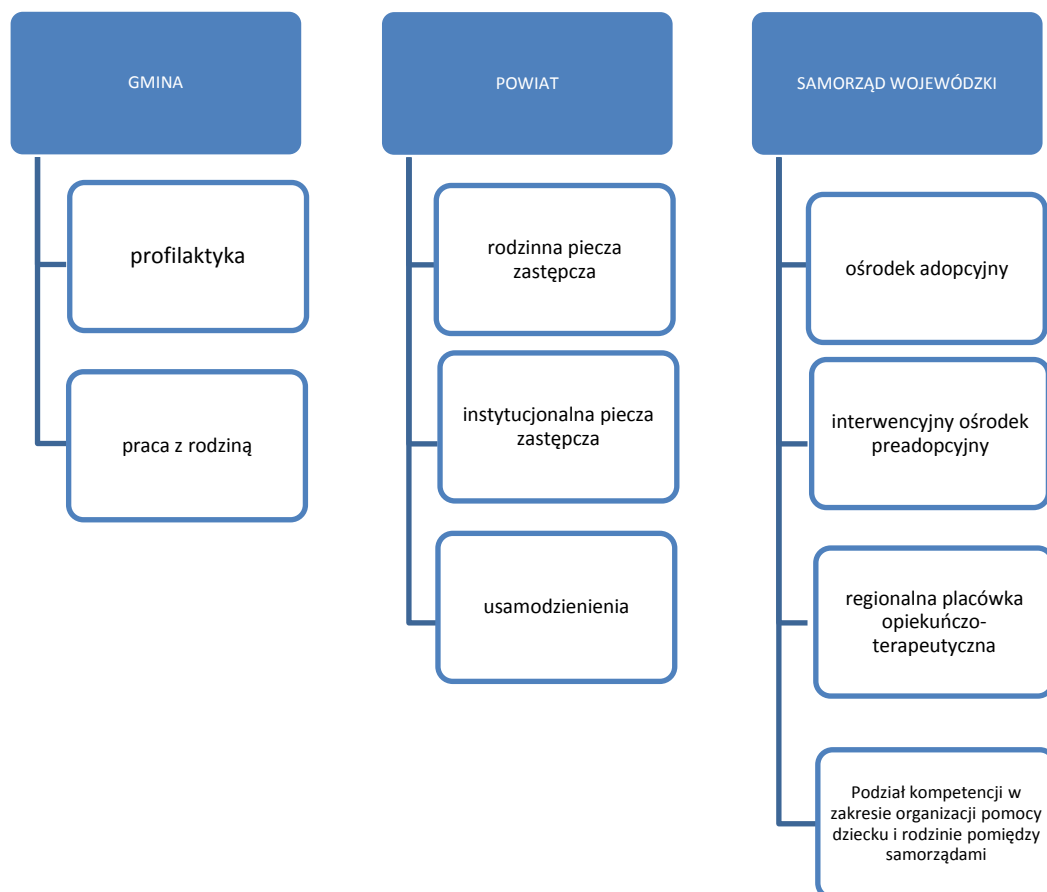 GMINA
profilaktyka
praca z rodziną
POWIAT
rodzinna piecza
zastępcza
instytucjonalna piecza
zastępcza
usamodzienienia
SAMORZĄD WOJEWÓDZKI
ośrodek adopcyjny
interwencyjny ośrodek
preadopcyjny
regionalna placówka
opiekuńczo-
terapeutyczna
Podział kompetencji w
zakresie organizacji pomocy
dziecku i rodzinie pomiędzy
samorządami